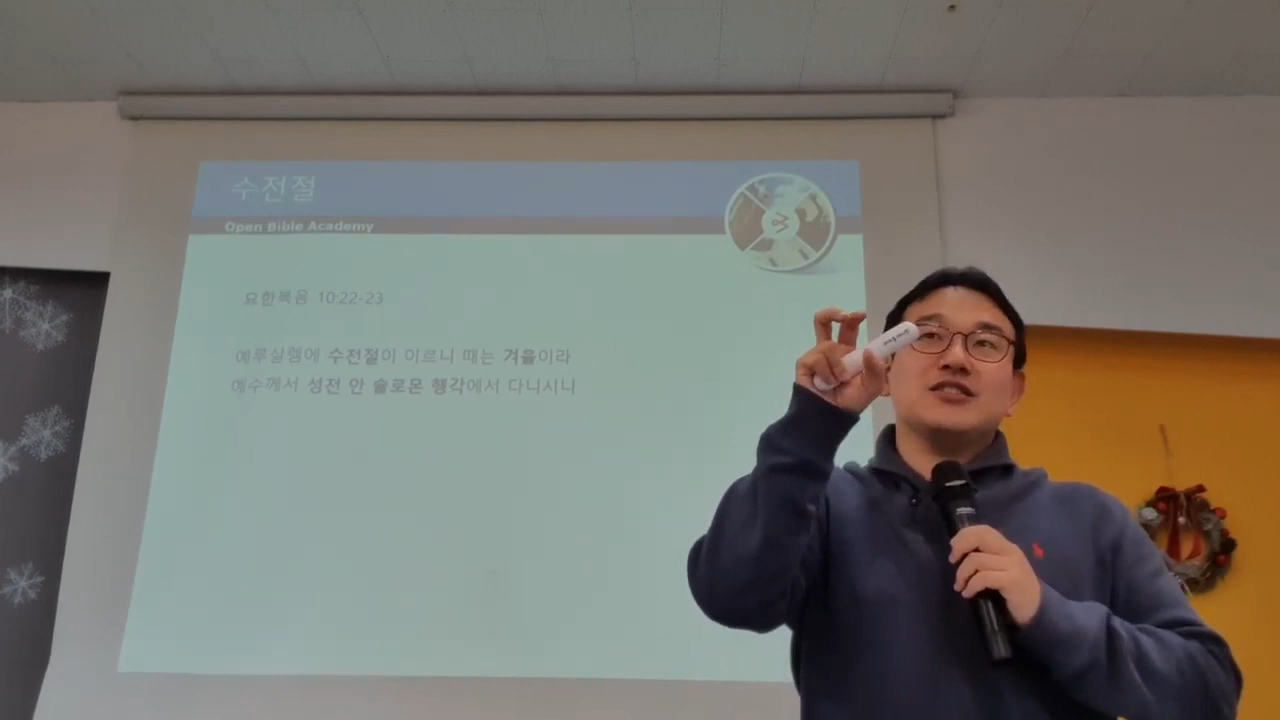 수전절
Open Bible Academy
요한복음 10:22-23
예루살렘에 수전절이 이르니 때는 겨울이라
예수께서 성전 안 솔로몬 행각에서 다니시니